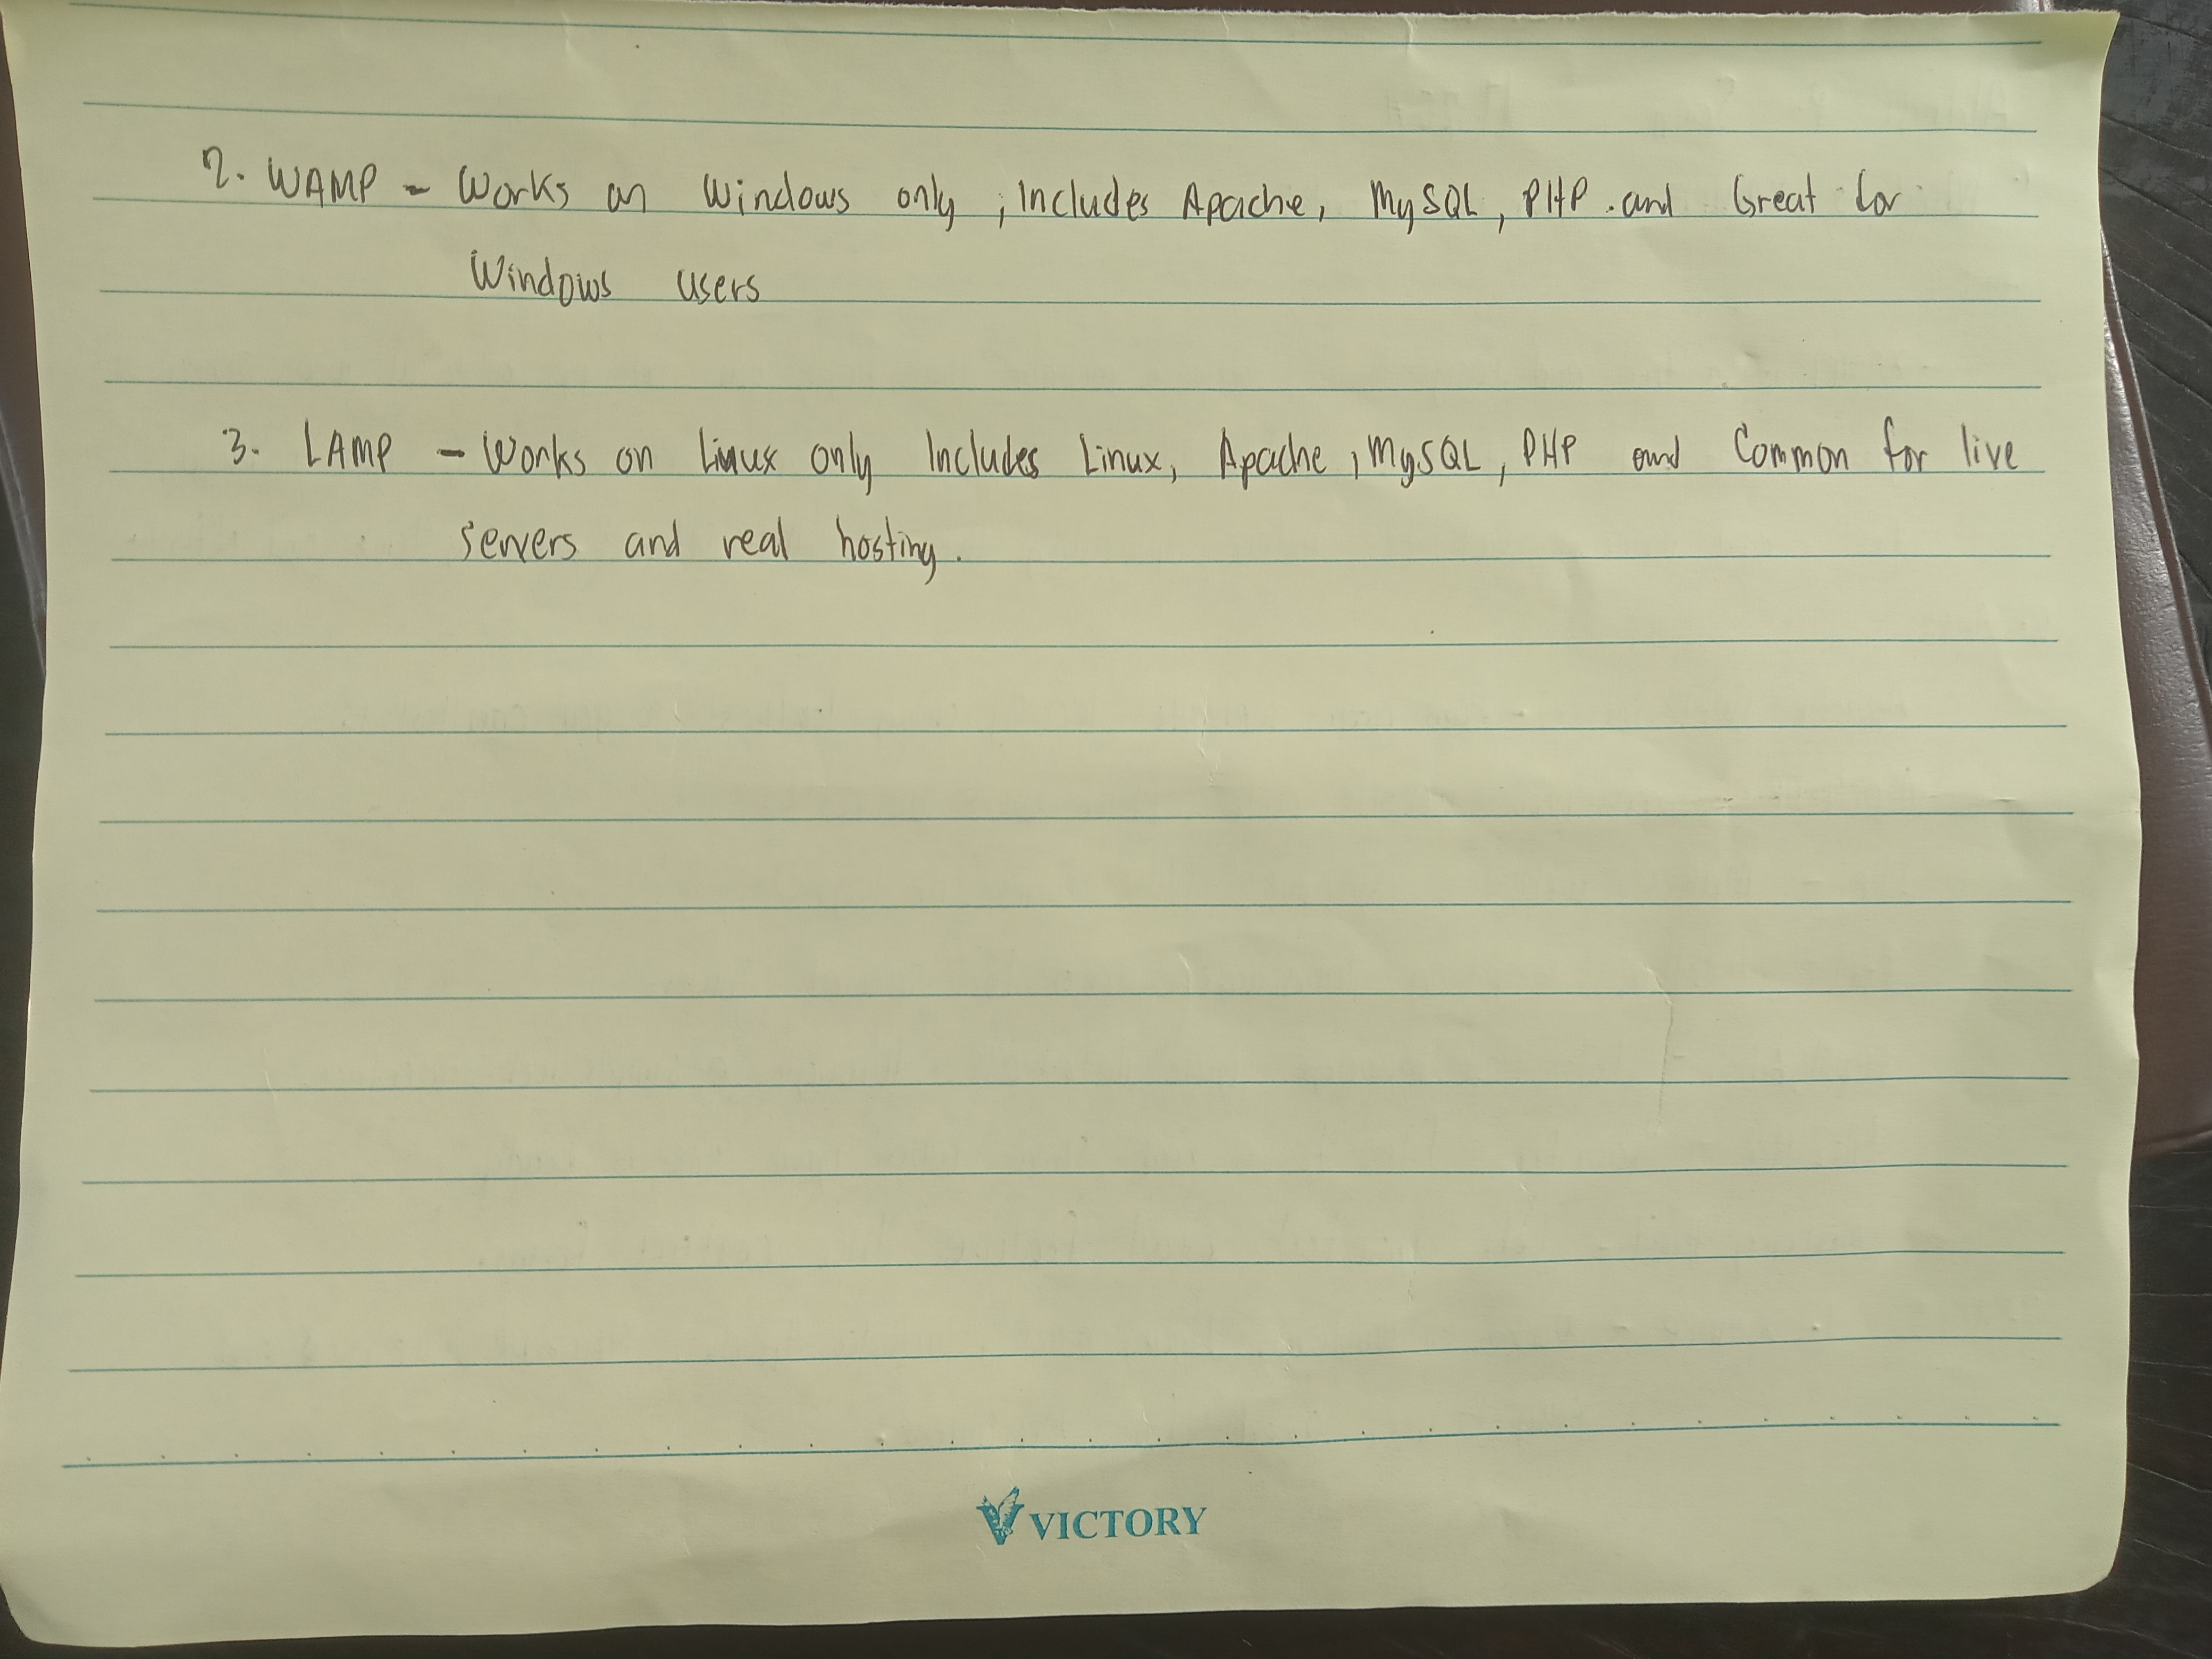 2. WAMP - Works on Windows only ; Includes Apache, MySQL, PHP and Great for
Windows users
3. LAMP - Works on Linux only Includes Linux, Apache, MySQL, PHP and Common for live
servers and real hosting.
VICTORY